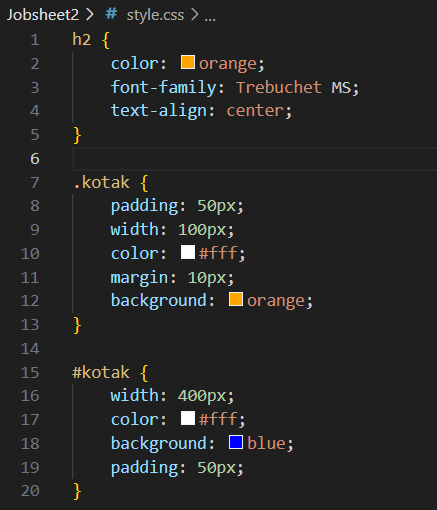 Jobsheet2 > # style.css > ...
1 h2 {
2 color: orange;
3 font-family: Trebuchet MS;
4 text-align: center;
5 }
6
7 .kotak {
8 padding: 50px;
9 width: 100px;
10 color: #fff;
11 margin: 10px;
12 background: orange;
13 }
14
15 #kotak {
16 width: 400px;
17 color: #fff;
18 background: blue;
19 padding: 50px;
20 }